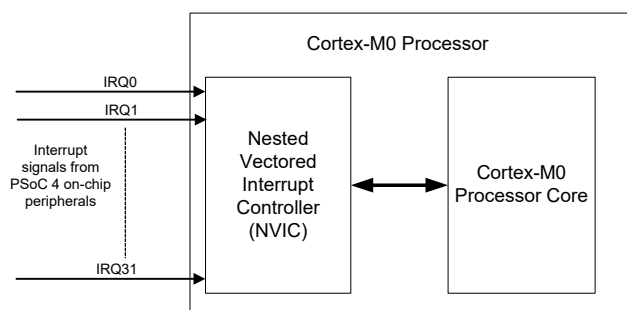 Cortex-M0 Processor
IRQ0
IRQ1
Interrupt
signals from
PSoC 4 on-chip
peripherals
IRQ31
Nested
Vectored
Interrupt
Controller
(NVIC)
Cortex-M0
Processor Core